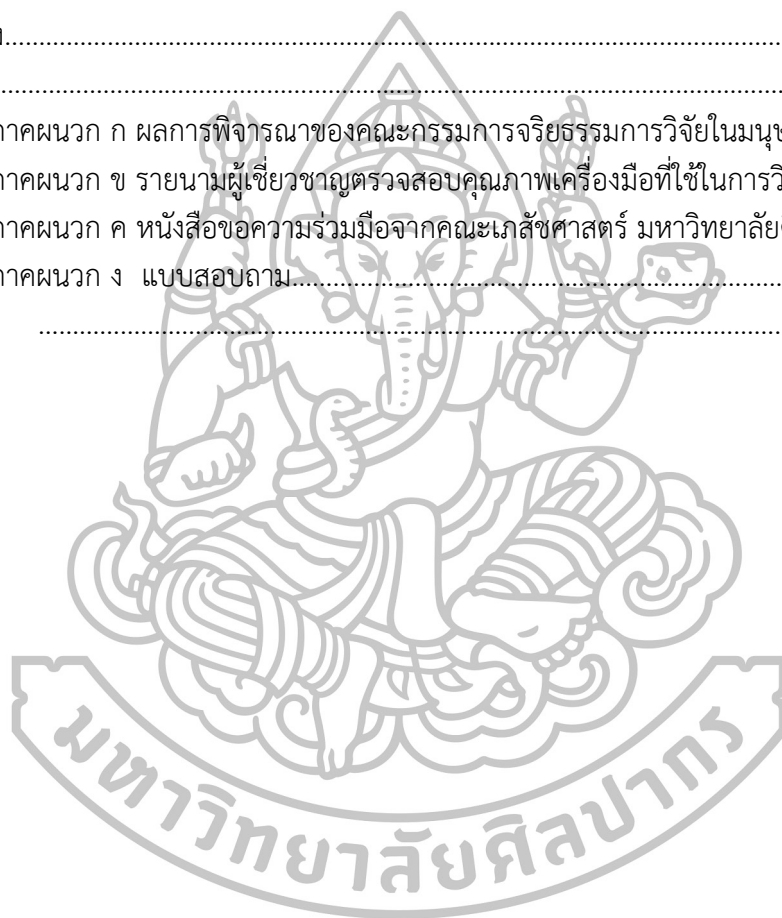 ภาคผนวก ก ผลการพิจารณาของคณะกรรมการจริยธรรมการวิจัยในมนุษ
ภาคผนวก ข รายนามผู้เชี่ยวชาญตรวจสอบคุณภาพเครื่องมือที่ใช้ในการวิ
ภาคผนวก ค หนังสือขอความร่วมมือจากคณะเภสัชศาสตร์ มหาวิทยาลัย
ภาคผนวก ง แบบสอบถาม........................................................................
........................................................................................................
มหาวิทยาลัยศิลปากร